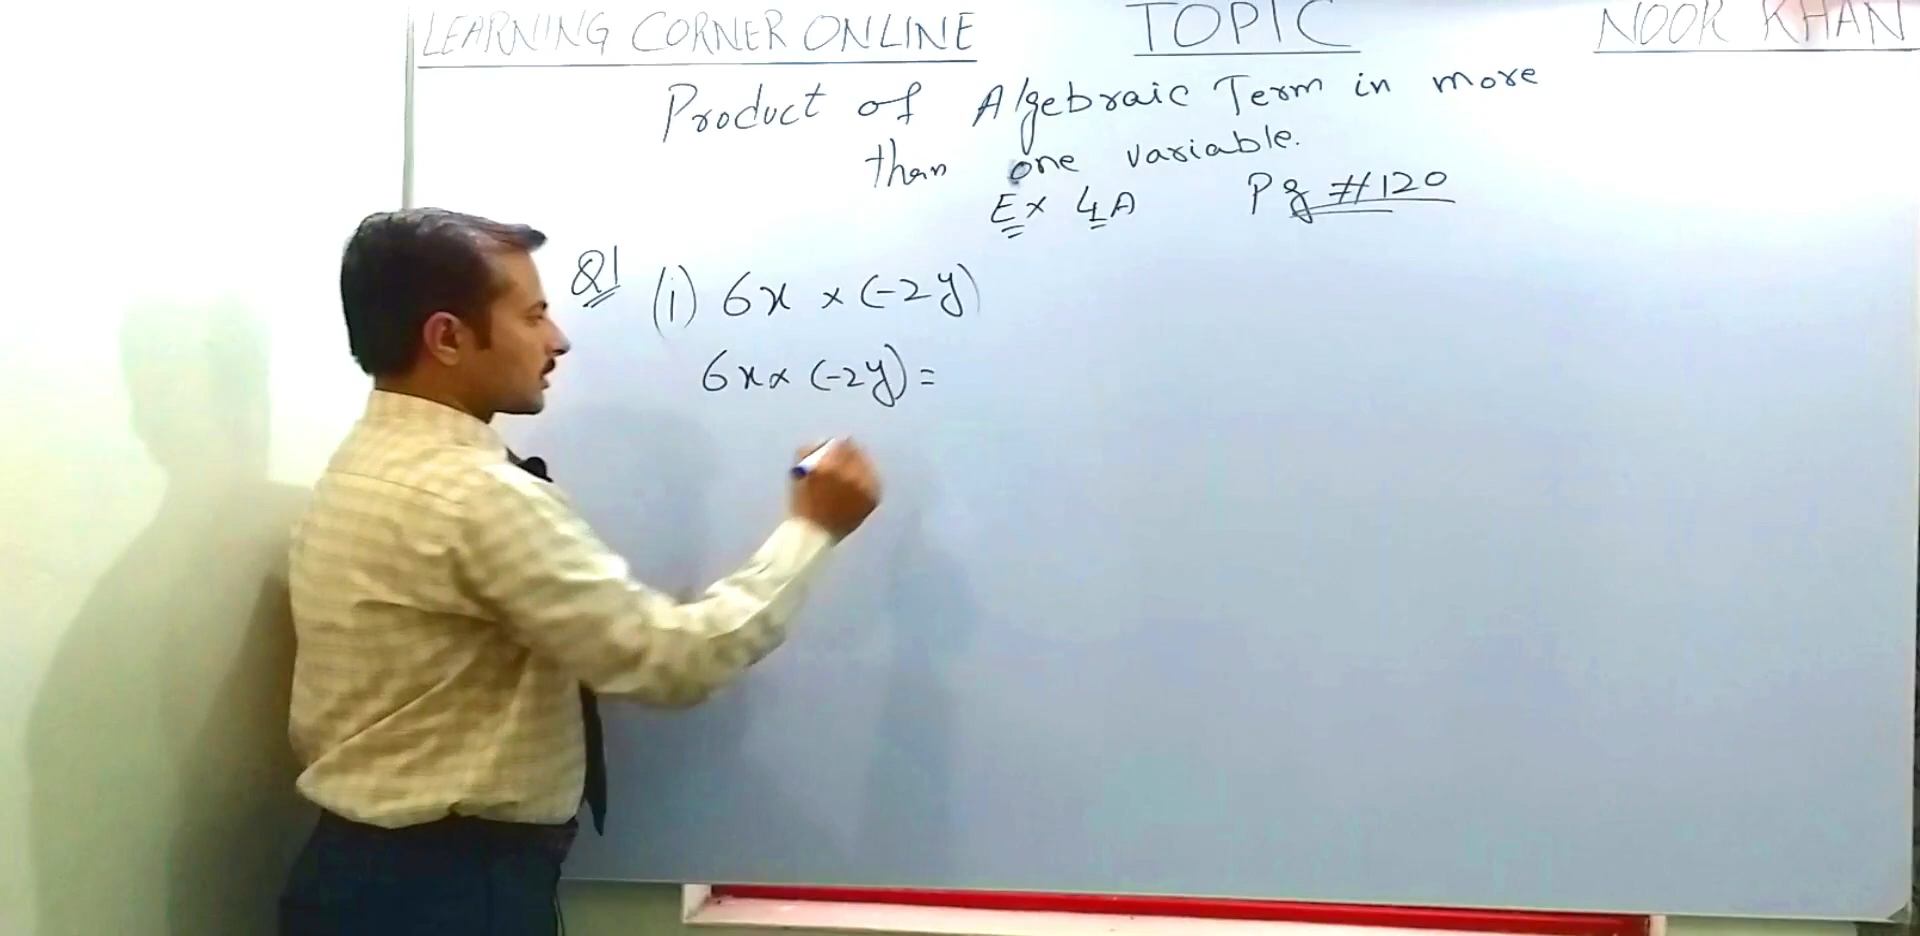 LEARNING CORNER ONLINE TOPIC NOOR KHAN
Product of Algebraic Term in more
than one variable.
Ex 4A Pg #120
Q1 (i) 6x × (-2y)
6x × (-2y) =